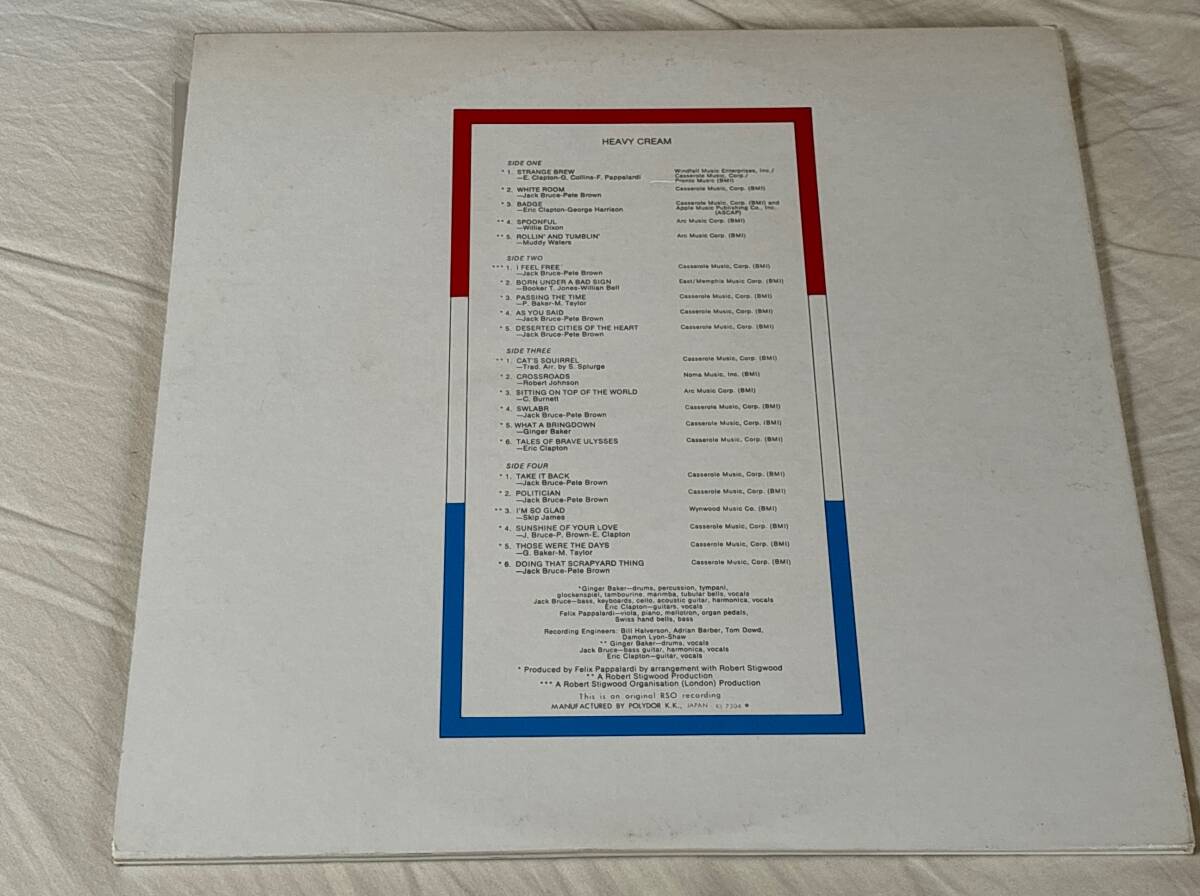 HEAVY CREAM
SIDE ONE
* 1. STRANGE BREW
—E. Clapton-G. Collins-F. Pappalardi
Windfall Music Enterprises, Inc./
Casserole Music, Corp./
Pronto Music (BMI)
* 2. WHITE ROOM
—Jack Bruce-Pete Brown
Casserole Music, Corp. (BMI)
* 3. BADGE
—Eric Clapton-George Harrison
Casserole Music, Corp. (BMI) and
Apple Music Publishing Co., Inc.
(ASCAP)
** 4. SPOONFUL
—Willie Dixon
Arc Music Corp. (BMI)
** 5. ROLLIN' AND TUMBLIN'
—Muddy Waters
Arc Music Corp. (BMI)
SIDE TWO
*** 1. I FEEL FREE
—Jack Bruce-Pete Brown
Casserole Music, Corp. (BMI)
* 2. BORN UNDER A BAD SIGN
—Booker T. Jones-Willian Bell
East/Memphis Music Corp. (BMI)
* 3. PASSING THE TIME
—P. Baker-M. Taylor
Casserole Music, Corp. (BMI)
* 4. AS YOU SAID
—Jack Bruce-Pete Brown
Casserole Music, Corp. (BMI)
* 5. DESERTED CITIES OF THE HEART
—Jack Bruce-Pete Brown
Casserole Music, Corp. (BMI)
SIDE THREE
** 1. CAT'S SQUIRREL
—Trad. Arr. by S. Splurge
Casserole Music, Corp. (BMI)
* 2. CROSSROADS
—Robert Johnson
Noma Music, Inc. (BMI)
* 3. SITTING ON TOP OF THE WORLD
—C. Burnett
Arc Music Corp. (BMI)
* 4. SWLABR
—Jack Bruce-Pete Brown
Casserole Music, Corp. (BMI)
* 5. WHAT A BRINGDOWN
—Ginger Baker
Casserole Music, Corp. (BMI)
* 6. TALES OF BRAVE ULYSSES
—Eric Clapton
Casserole Music, Corp. (BMI)
SIDE FOUR
* 1. TAKE IT BACK
—Jack Bruce-Pete Brown
Casserole Music, Corp. (BMI)
* 2. POLITICIAN
—Jack Bruce-Pete Brown
Casserole Music, Corp. (BMI)
** 3. I'M SO GLAD
—Skip James
Wynwood Music Co. (BMI)
* 4. SUNSHINE OF YOUR LOVE
—J. Bruce-P. Brown-E. Clapton
Casserole Music, Corp. (BMI)
* 5. THOSE WERE THE DAYS
—G. Baker-M. Taylor
Casserole Music, Corp. (BMI)
* 6. DOING THAT SCRAPYARD THING
—Jack Bruce-Pete Brown
Casserole Music, Corp. (BMI)
*Ginger Baker—drums, percussion, tympani,
glockenspiel, tambourine, marimba, tubular bells, vocals
Jack Bruce—bass, keyboards, cello, acoustic guitar, harmonica, vocals
Eric Clapton—guitars, vocals
Felix Pappalardi—viola, piano, mellotron, organ pedals,
Swiss hand bells, bass
Recording Engineers: Bill Halverson, Adrian Barber, Tom Dowd,
Damon Lyon-Shaw
** Ginger Baker—drums, vocals
Jack Bruce—bass guitar, harmonica, vocals
Eric Clapton—guitar, vocals
* Produced by Felix Pappalardi by arrangement with Robert Stigwood
** A Robert Stigwood Production
*** A Robert Stigwood Organisation (London) Production
This is an original RSO recording
MANUFACTURED BY POLYDOR K.K., JAPAN